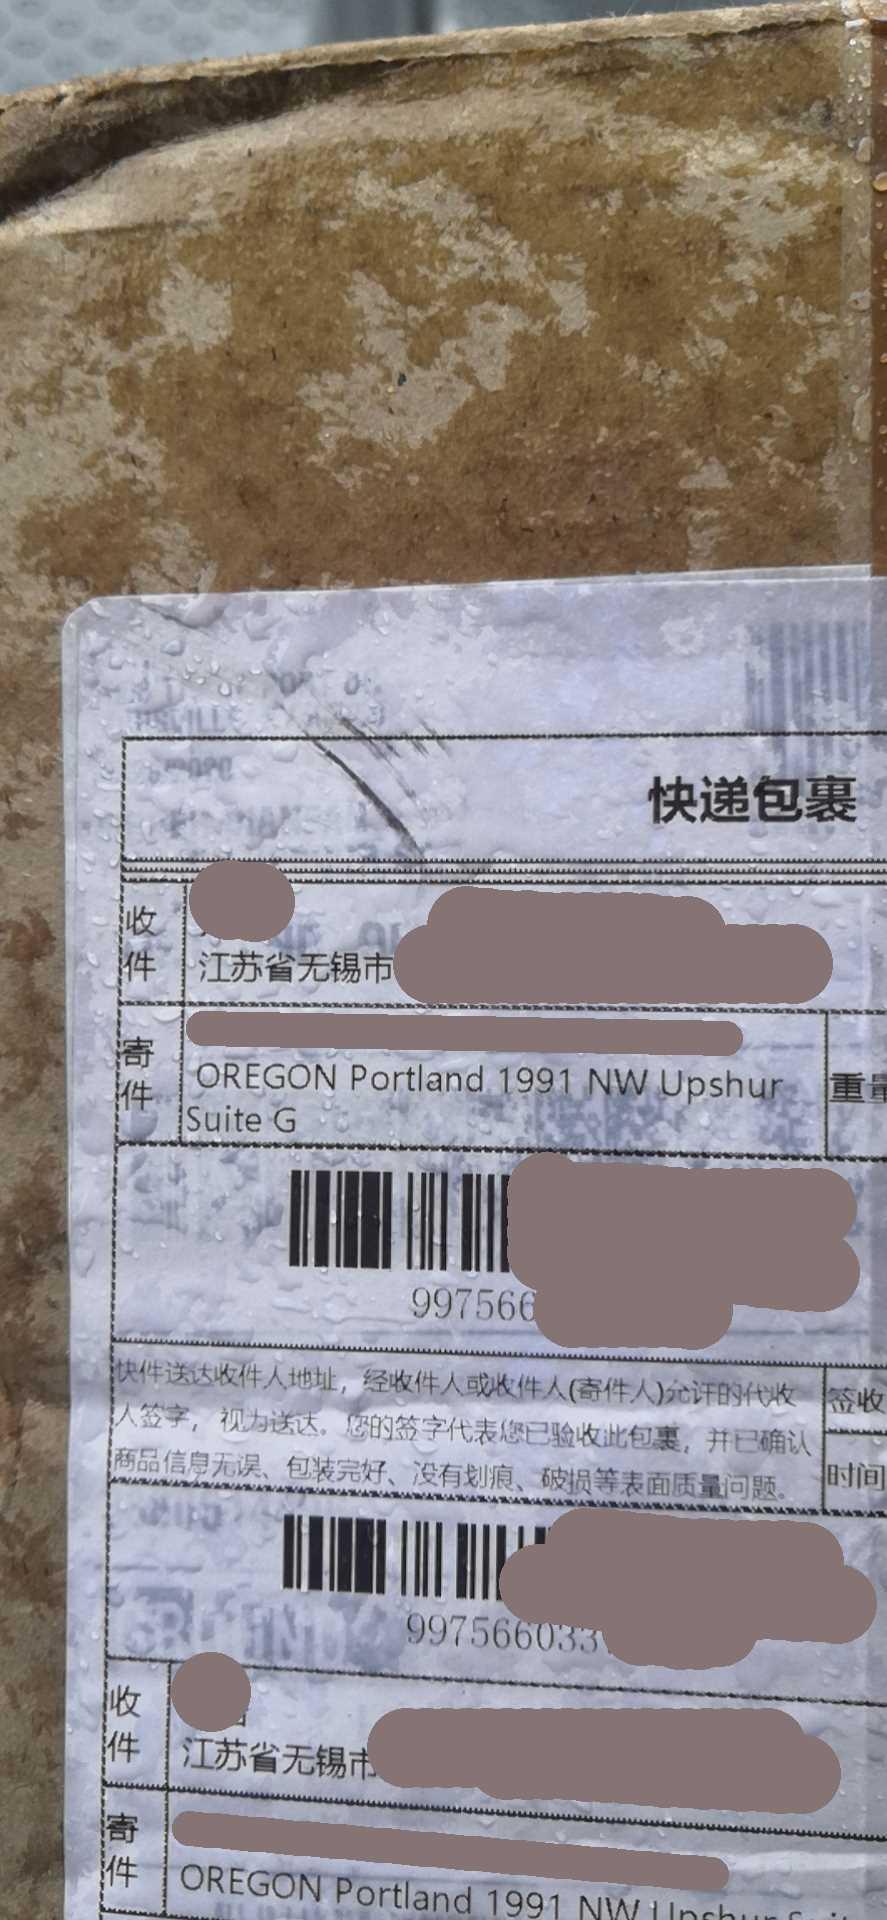 快递包裹
收件
江苏省无锡市
寄件
OREGON Portland 1991 NW Upshur
Suite G
重量
997566
快件送达收件人地址，经收件人或收件人(寄件人)允许的代收
人签字，视为送达。您的签字代表您已验收此包裹，并已确认
商品信息无误、包装完好、没有划痕、破损等表面质量问题。
签收
时间
997566033
收件
江苏省无锡市
寄件
OREGON Portland 1991 NW Upshur